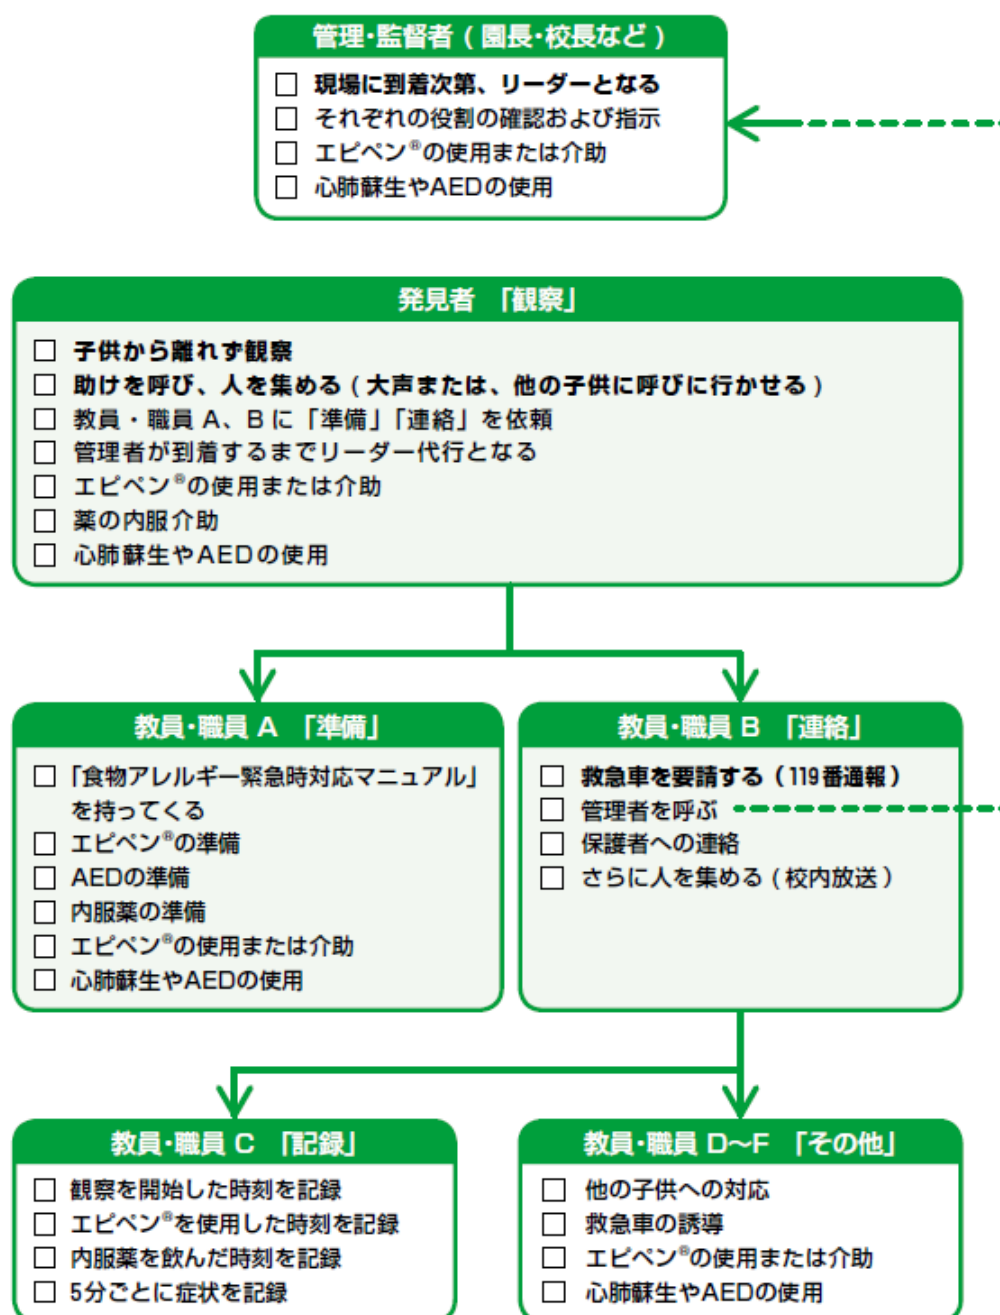 管理・監督者（園長・校長など）
□ 現場に到着次第、リーダーとなる
□ それぞれの役割の確認および指示
□ エピペン®の使用または介助
□ 心肺蘇生やAEDの使用
発見者 「観察」
□ 子供から離れず観察
□ 助けを呼び、人を集める（大声または、他の子供に呼びに行かせる）
□ 教員・職員 A、B に「準備」「連絡」を依頼
□ 管理者が到着するまでリーダー代行となる
□ エピペン®の使用または介助
□ 薬の内服介助
□ 心肺蘇生やAEDの使用
教員・職員 A 「準備」
□ 「食物アレルギー緊急時対応マニュアル」
を持ってくる
□ エピペン®の準備
□ AEDの準備
□ 内服薬の準備
□ エピペン®の使用または介助
□ 心肺蘇生やAEDの使用
教員・職員 B 「連絡」
□ 救急車を要請する（119番通報）
□ 管理者を呼ぶ
□ 保護者への連絡
□ さらに人を集める（校内放送）
教員・職員 C 「記録」
□ 観察を開始した時刻を記録
□ エピペン®を使用した時刻を記録
□ 内服薬を飲んだ時刻を記録
□ 5分ごとに症状を記録
教員・職員 D〜F 「その他」
□ 他の子供への対応
□ 救急車の誘導
□ エピペン®の使用または介助
□ 心肺蘇生やAEDの使用